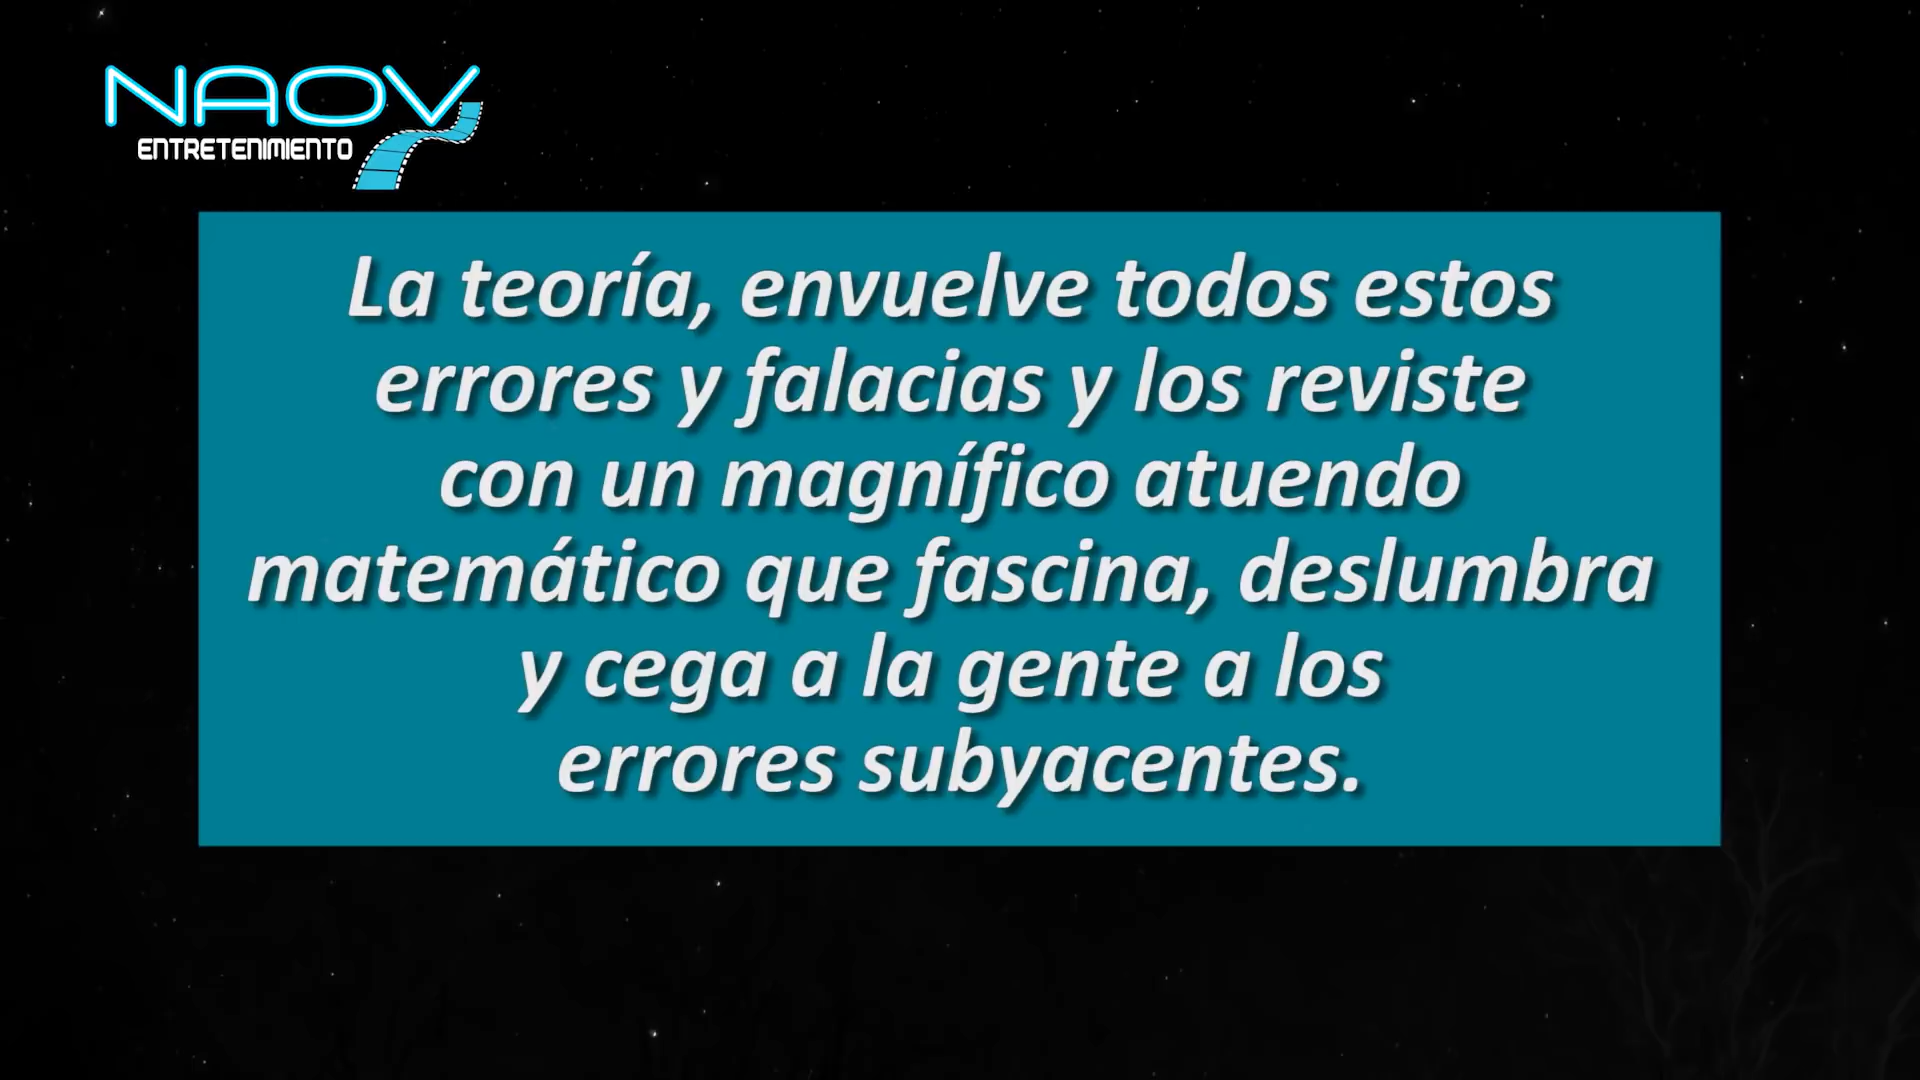 NAOV
ENTRETENIMIENTO
La teoría, envuelve todos estos
errores y falacias y los reviste
con un magnífico atuendo
matemático que fascina, deslumbra
y cega a la gente a los
errores subyacentes.